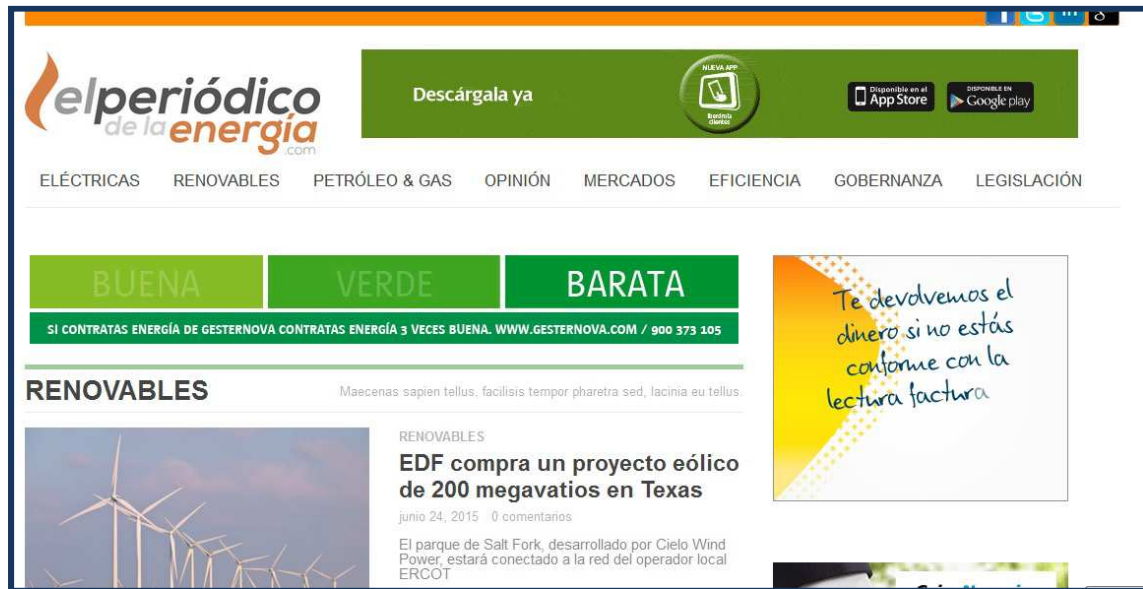 elperiódico
de la energía
.com
Descárgala ya
NUEVA APP
Iberdrola
clientes
Disponible en el
App Store
DISPONIBLE EN
Google play
ELÉCTRICAS RENOVABLES PETRÓLEO & GAS OPINIÓN MERCADOS EFICIENCIA GOBERNANZA LEGISLACIÓN
BUENA VERDE BARATA
SI CONTRATAS ENERGÍA DE GESTERNOVA CONTRATAS ENERGÍA 3 VECES BUENA. WWW.GESTERNOVA.COM / 900 373 105
Te devolvemos el
dinero si no estás
conforme con la
lectura factura
RENOVABLES
Maecenas sapien tellus, facilisis tempor pharetra sed, lacinia eu tellus.
RENOVABLES
EDF compra un proyecto eólico
de 200 megavatios en Texas
junio 24, 2015 0 comentarios
El parque de Salt Fork, desarrollado por Cielo Wind
Power, estará conectado a la red del operador local
ERCOT